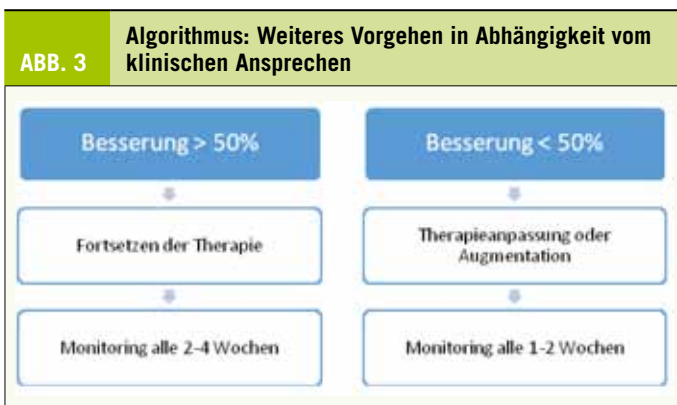 ABB. 3
Algorithmus: Weiteres Vorgehen in Abhängigkeit vom
klinischen Ansprechen
Besserung > 50%
Fortsetzen der Therapie
Monitoring alle 2-4 Wochen
Besserung < 50%
Therapieanpassung oder
Augmentation
Monitoring alle 1-2 Wochen